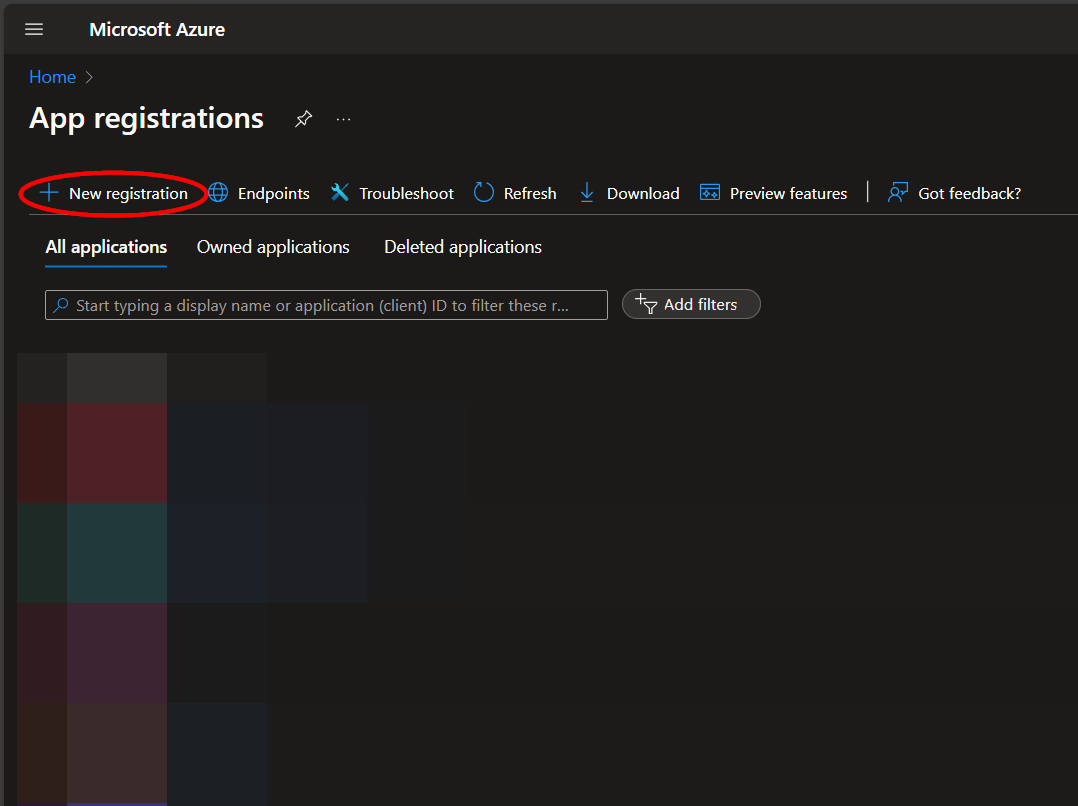 Microsoft Azure
Home
App registrations
New registration Endpoints Troubleshoot Refresh Download Preview features Got feedback?
All applications Owned applications Deleted applications
Start typing a display name or application (client) ID to filter these r... Add filters